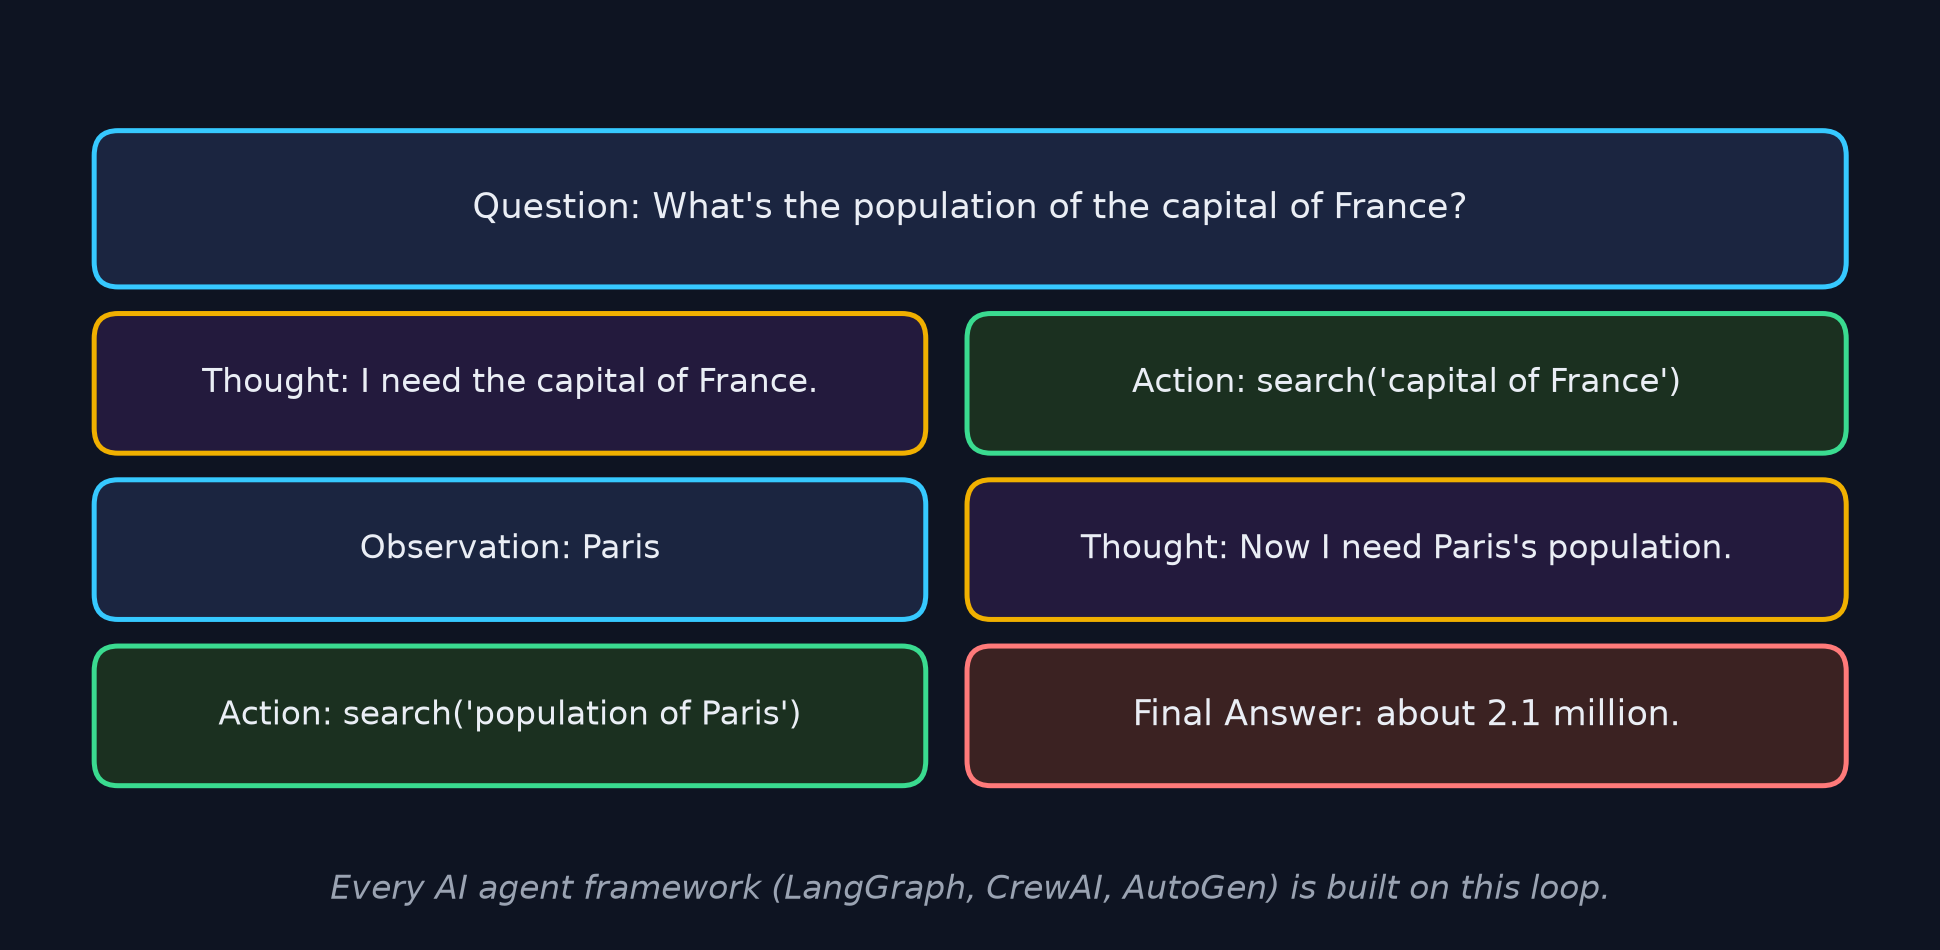 Question: What's the population of the capital of France?
Thought: I need the capital of France.
Action: search('capital of France')
Observation: Paris
Thought: Now I need Paris's population.
Action: search('population of Paris')
Final Answer: about 2.1 million.
Every AI agent framework (LangGraph, CrewAI, AutoGen) is built on this loop.